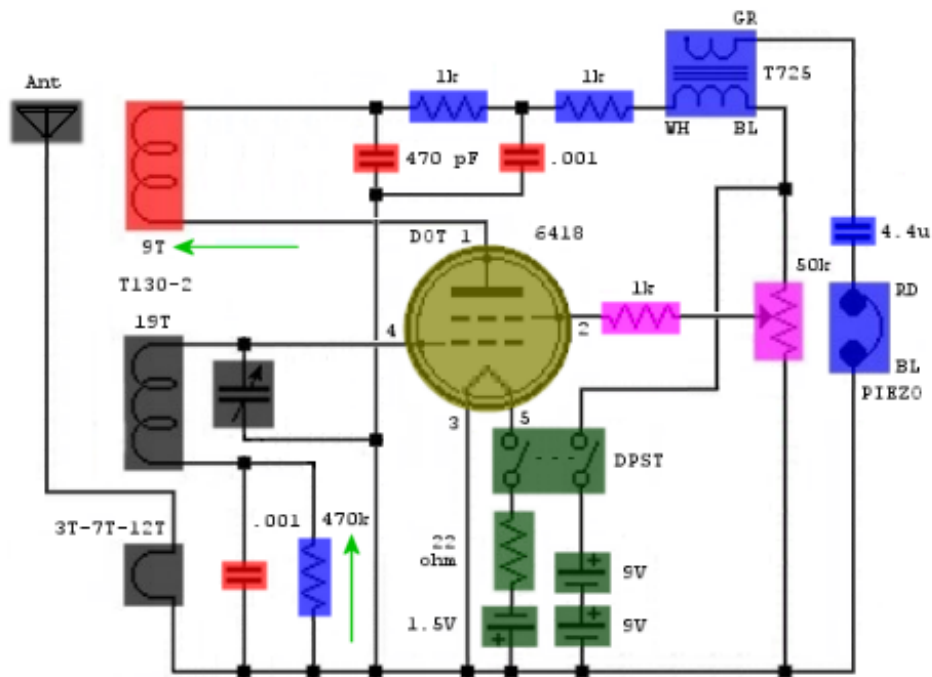 GR
Ant
1k
1k
T725
WH
BL
470 pF
.001
DOT
1
6418
4.4u
9T
T130-2
50k
RD
1k
19T
4
2
BL
PIEZO
3
5
DPST
3T-7T-12T
.001
470k
22
ohm
9V
1.5V
9V